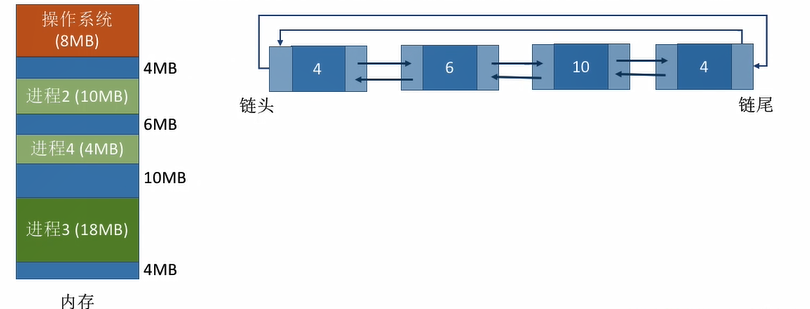 操作系统
(8MB)
4MB
进程2 (10MB)
6MB
进程4 (4MB)
10MB
进程3 (18MB)
4MB
内存
4
6
10
4
链头
链尾